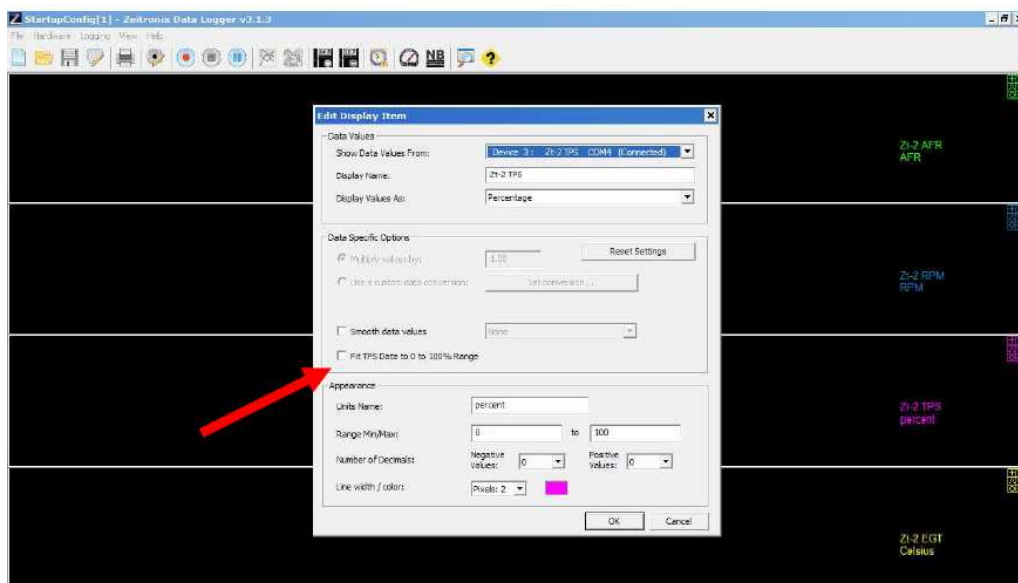 StartupConfig[1] - Zeitronix Data Logger v3.1.3
File Hardware Logging View Help
NB ?
Edit Display Item
Data Values
Show Data Values From: Device 3: Zt-2 TPS COM4 (Connected)
Display Name: Zt-2 TPS
Display Values As: Percentage
Data Specific Options
Multiply values by: 1.00 Reset Settings
Use a custom data conversion: Set conversion...
Smooth data values None
Fit TPS Data to 0 to 100% Range
Appearance
Units Name: percent
Range Min/Max: 0 to 100
Number of Decimals: Negative Values: 0 Positive Values: 0
Line width / color: Pixels: 2
OK Cancel
Zt-2 AFR
AFR
Zt-2 RPM
RPM
Zt-2 TPS
percent
Zt-2 EGT
Celsius